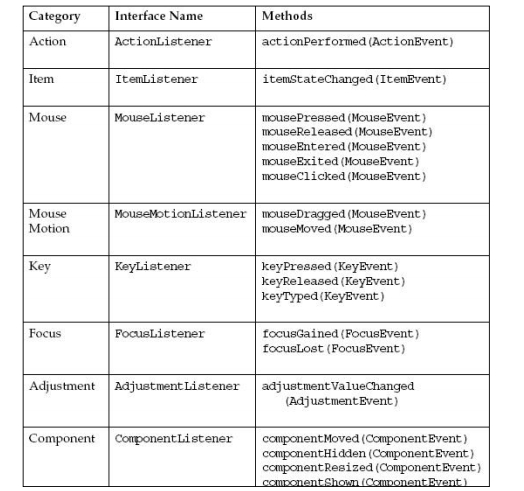 Category Interface Name Methods
Action ActionListener actionPerformed(ActionEvent)
Item ItemListener itemStateChanged(ItemEvent)
Mouse MouseListener mousePressed(MouseEvent)
mouseReleased(MouseEvent)
mouseEntered(MouseEvent)
mouseExited(MouseEvent)
mouseClicked(MouseEvent)
Mouse MouseMotionListener mouseDragged(MouseEvent)
Motion mouseMoved(MouseEvent)
Key KeyListener keyPressed(KeyEvent)
keyReleased(KeyEvent)
keyTyped(KeyEvent)
Focus FocusListener focusGained(FocusEvent)
focusLost(FocusEvent)
Adjustment AdjustmentListener adjustmentValueChanged
(AdjustmentEvent)
Component ComponentListener componentMoved(ComponentEvent)
componentHidden(ComponentEvent)
componentResized(ComponentEvent)
componentShown(ComponentEvent)